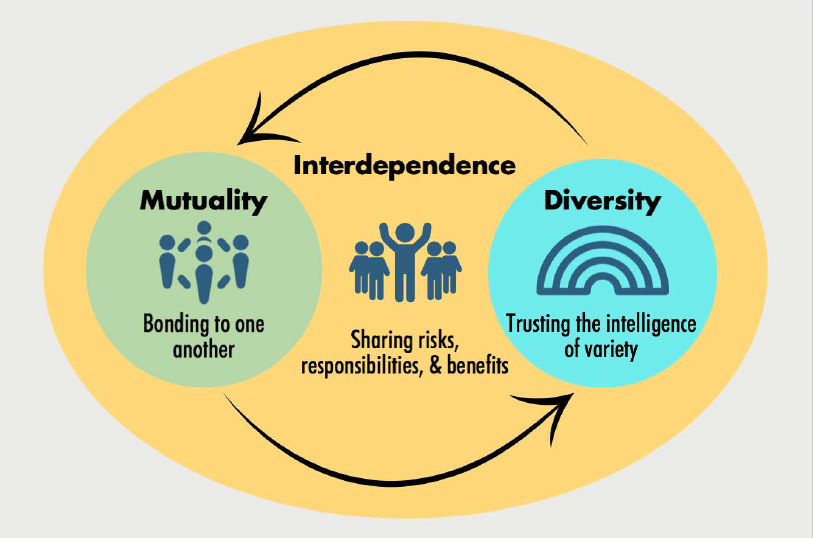 Interdependence
Mutuality
Bonding to one
another
Sharing risks,
responsibilities, & benefits
Diversity
Trusting the intelligence
of variety